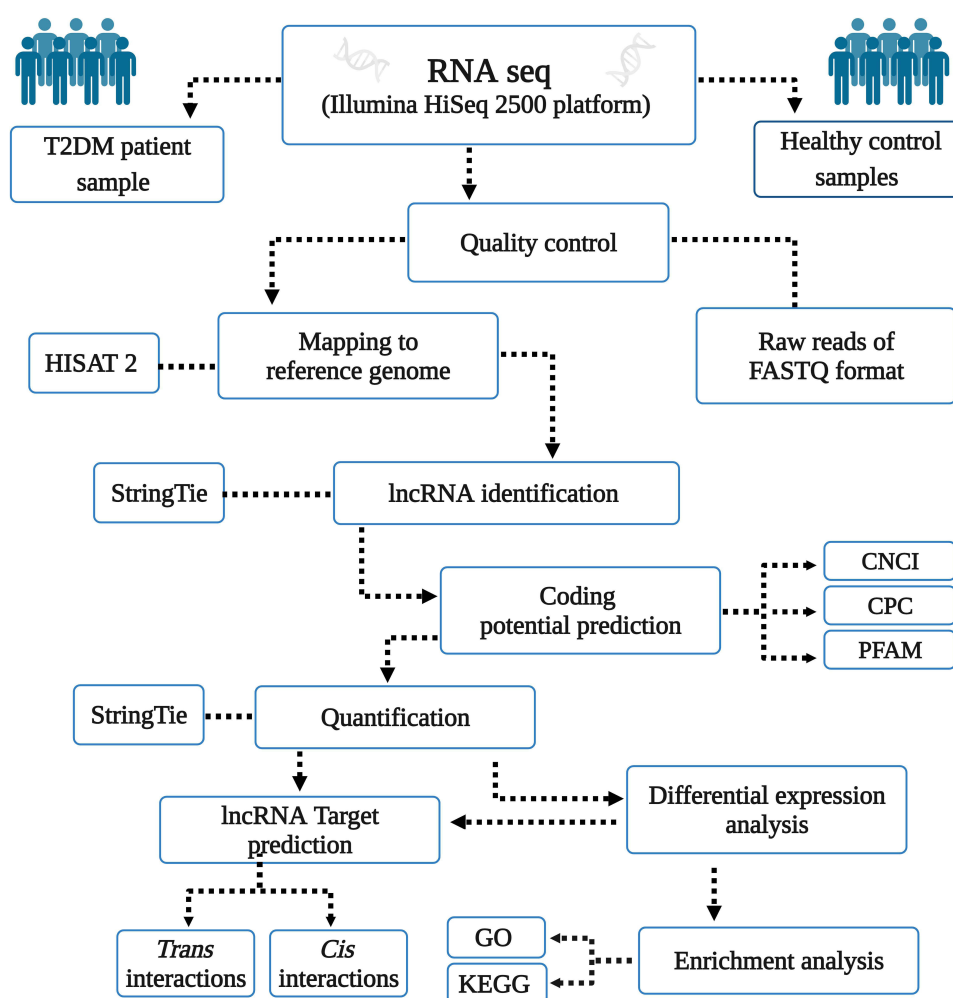 RNA seq
(Illumina HiSeq 2500 platform)
T2DM patient
sample
Healthy control
samples
Quality control
Mapping to
reference genome
HISAT 2
Raw reads of
FASTQ format
StringTie
lncRNA identification
Coding
potential prediction
CNCI
CPC
PFAM
StringTie
Quantification
lncRNA Target
prediction
Differential expression
analysis
Trans
interactions
Cis
interactions
GO
KEGG
Enrichment analysis